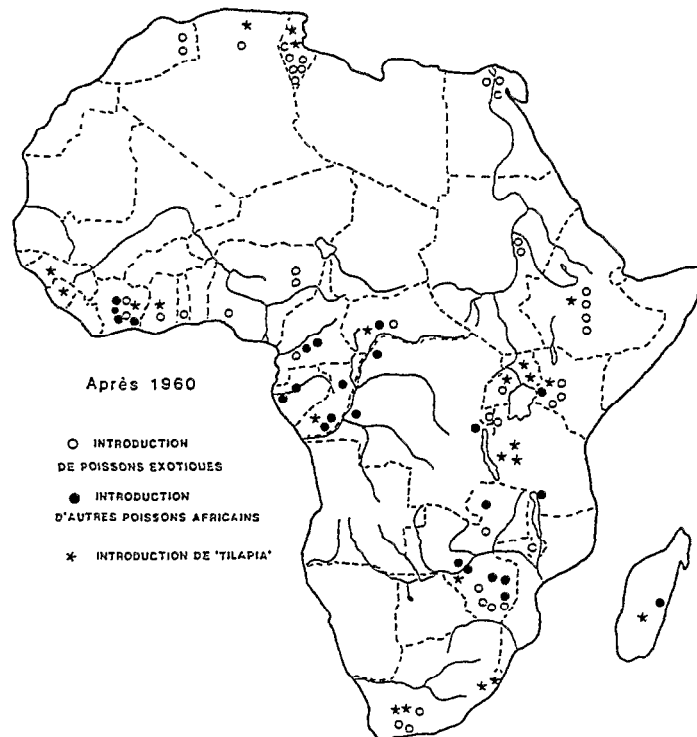 Après 1960
○ INTRODUCTION
DE POISSONS EXOTIQUES
● INTRODUCTION
D'AUTRES POISSONS AFRICAINS
* INTRODUCTION DE "TILAPIA"